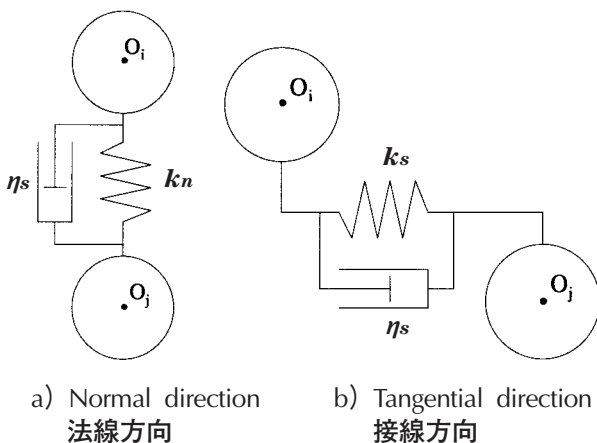 Oi
ηs
kn
Oj
a) Normal direction
法線方向
Oi
ks
ηs
Oj
b) Tangential direction
接線方向